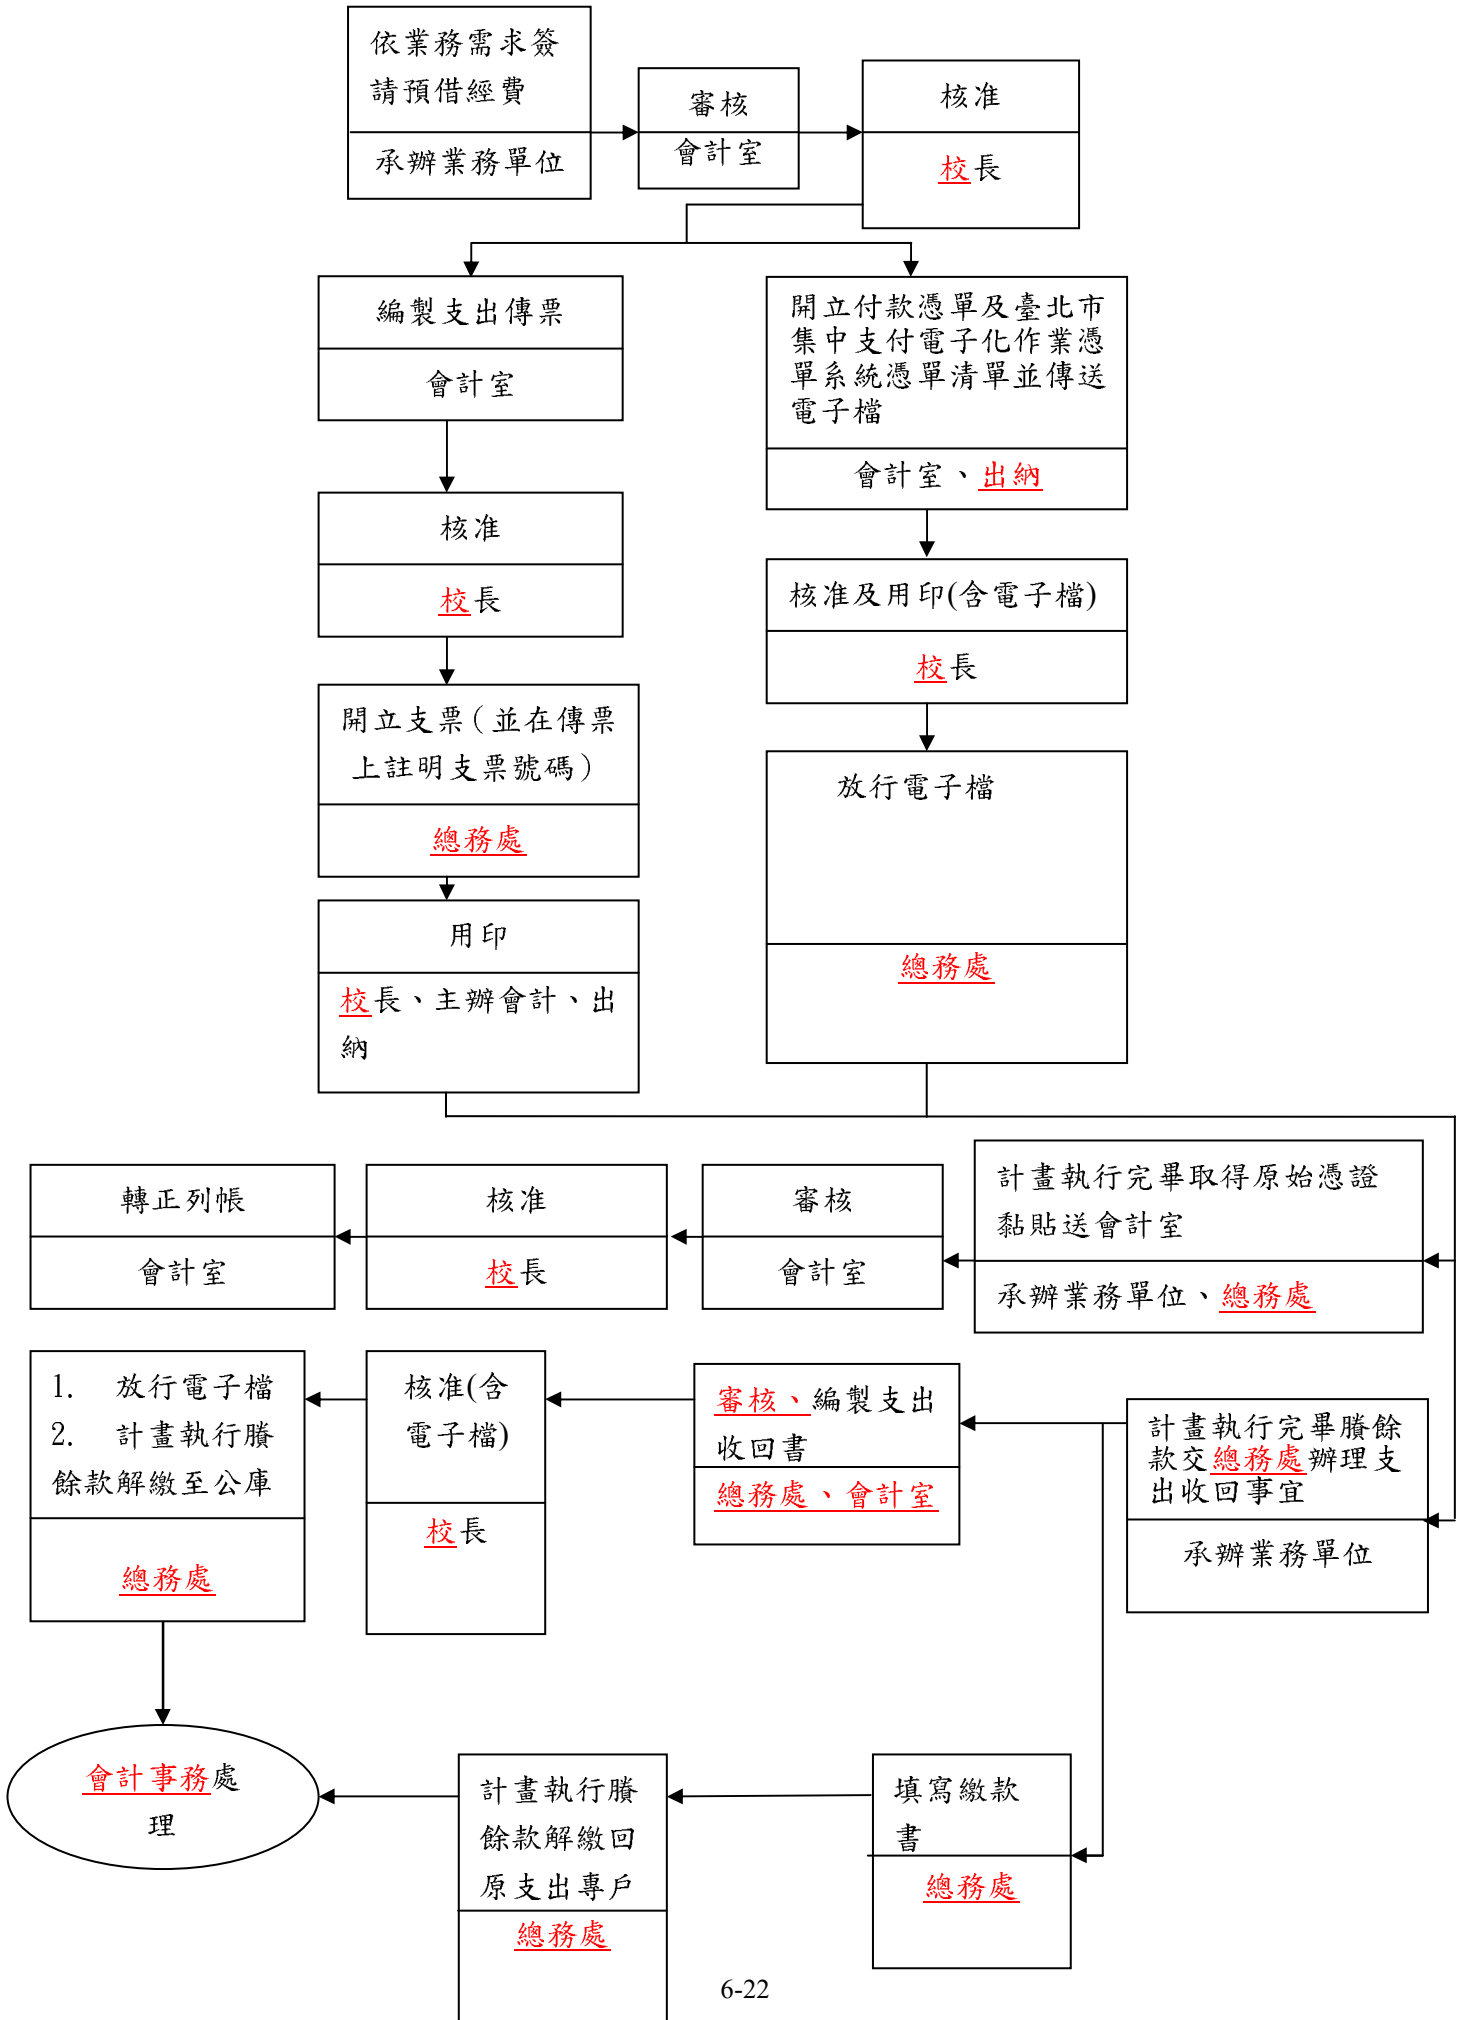 依業務需求簽
請預借經費
承辦業務單位
審核
會計室
核准
校長
編製支出傳票
會計室
開立付款憑單及臺北市
集中支付電子化作業憑
單系統憑單清單並傳送
電子檔
會計室、出納
核准
校長
核准及用印(含電子檔)
校長
開立支票（並在傳票
上註明支票號碼）
總務處
放行電子檔
總務處
用印
校長、主辦會計、出
納
計畫執行完畢取得原始憑證
黏貼送會計室
承辦業務單位、總務處
審核
會計室
核准
校長
轉正列帳
會計室
計畫執行完畢賸餘
款交總務處辦理支
出收回事宜
承辦業務單位
審核、編製支出
收回書
總務處、會計室
核准(含
電子檔)
校長
1. 放行電子檔
2. 計畫執行賸
餘款解繳至公庫
總務處
填寫繳款
書
總務處
計畫執行賸
餘款解繳回
原支出專戶
總務處
會計事務處
理
6-22